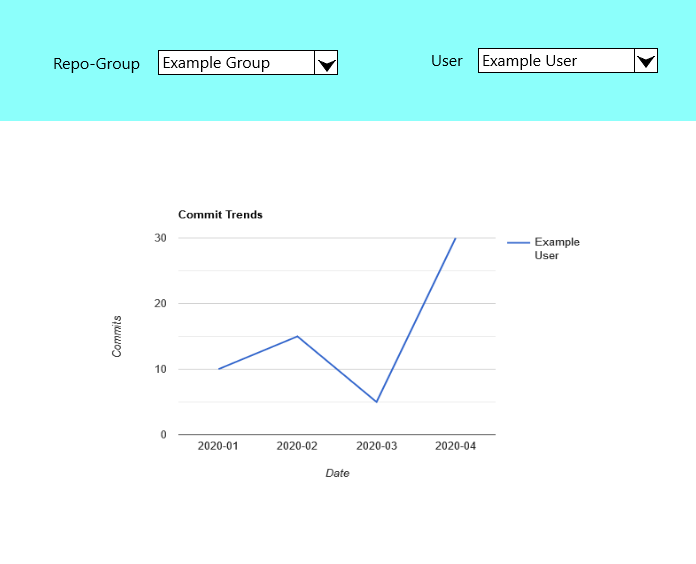 Repo-Group
Example Group
User
Example User
Commit Trends
30
20
10
0
Commits
2020-01
2020-02
2020-03
2020-04
Date
Example
User